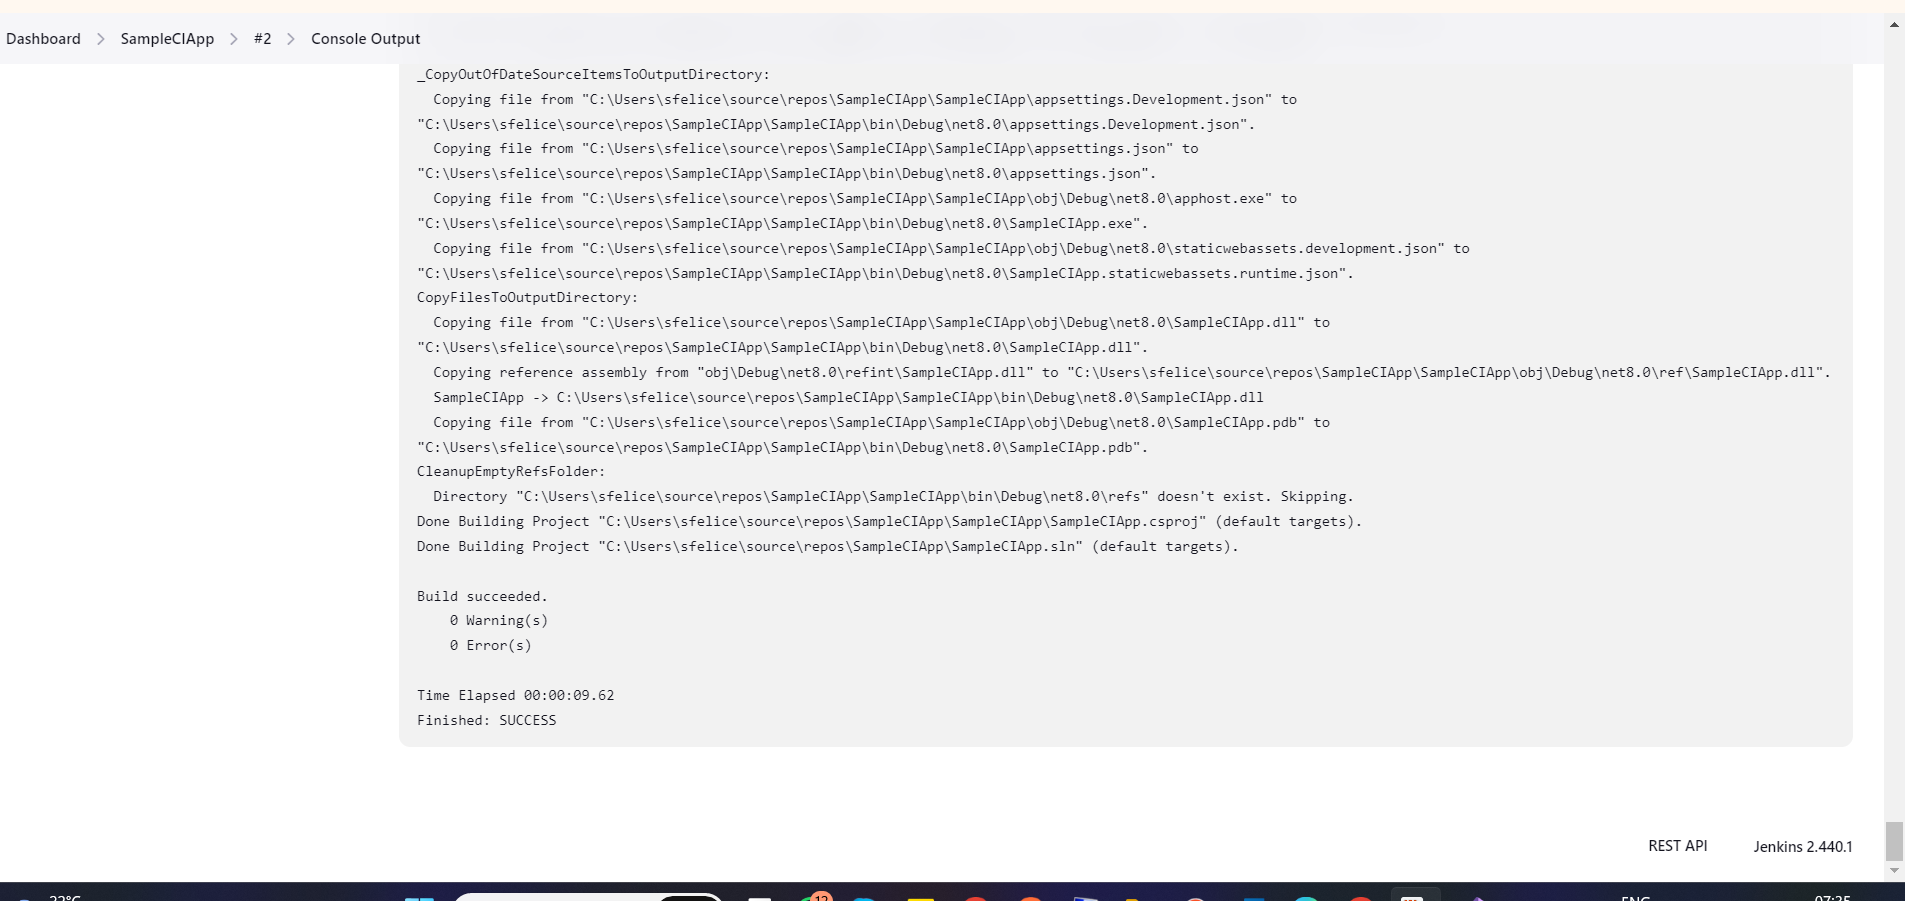 Dashboard > SampleCIApp > #2 > Console Output
_CopyOutOfDateSourceItemsToOutputDirectory:
  Copying file from "C:\Users\sfelice\source\repos\SampleCIApp\SampleCIApp\appsettings.Development.json" to
"C:\Users\sfelice\source\repos\SampleCIApp\SampleCIApp\bin\Debug\net8.0\appsettings.Development.json".
  Copying file from "C:\Users\sfelice\source\repos\SampleCIApp\SampleCIApp\appsettings.json" to
"C:\Users\sfelice\source\repos\SampleCIApp\SampleCIApp\bin\Debug\net8.0\appsettings.json".
  Copying file from "C:\Users\sfelice\source\repos\SampleCIApp\SampleCIApp\obj\Debug\net8.0\apphost.exe" to
"C:\Users\sfelice\source\repos\SampleCIApp\SampleCIApp\bin\Debug\net8.0\SampleCIApp.exe".
  Copying file from "C:\Users\sfelice\source\repos\SampleCIApp\SampleCIApp\obj\Debug\net8.0\staticwebassets.development.json" to
"C:\Users\sfelice\source\repos\SampleCIApp\SampleCIApp\bin\Debug\net8.0\SampleCIApp.staticwebassets.runtime.json".
CopyFilesToOutputDirectory:
  Copying file from "C:\Users\sfelice\source\repos\SampleCIApp\SampleCIApp\obj\Debug\net8.0\SampleCIApp.dll" to
"C:\Users\sfelice\source\repos\SampleCIApp\SampleCIApp\bin\Debug\net8.0\SampleCIApp.dll".
  Copying reference assembly from "obj\Debug\net8.0\refint\SampleCIApp.dll" to "C:\Users\sfelice\source\repos\SampleCIApp\SampleCIApp\obj\Debug\net8.0\ref\SampleCIApp.dll".
  SampleCIApp -> C:\Users\sfelice\source\repos\SampleCIApp\SampleCIApp\bin\Debug\net8.0\SampleCIApp.dll
  Copying file from "C:\Users\sfelice\source\repos\SampleCIApp\SampleCIApp\obj\Debug\net8.0\SampleCIApp.pdb" to
"C:\Users\sfelice\source\repos\SampleCIApp\SampleCIApp\bin\Debug\net8.0\SampleCIApp.pdb".
CleanupEmptyRefsFolder:
  Directory "C:\Users\sfelice\source\repos\SampleCIApp\SampleCIApp\bin\Debug\net8.0\refs" doesn't exist. Skipping.
Done Building Project "C:\Users\sfelice\source\repos\SampleCIApp\SampleCIApp\SampleCIApp.csproj" (default targets).
Done Building Project "C:\Users\sfelice\source\repos\SampleCIApp\SampleCIApp.sln" (default targets).
Build succeeded.
    0 Warning(s)
    0 Error(s)
Time Elapsed 00:00:09.62
Finished: SUCCESS
REST API Jenkins 2.440.1
ENG